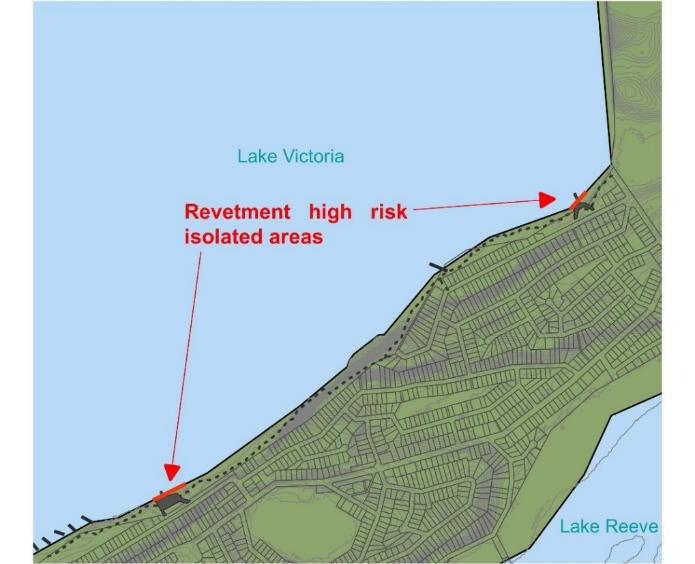 Lake Victoria
Revetment high risk
isolated areas
Lake Reeve